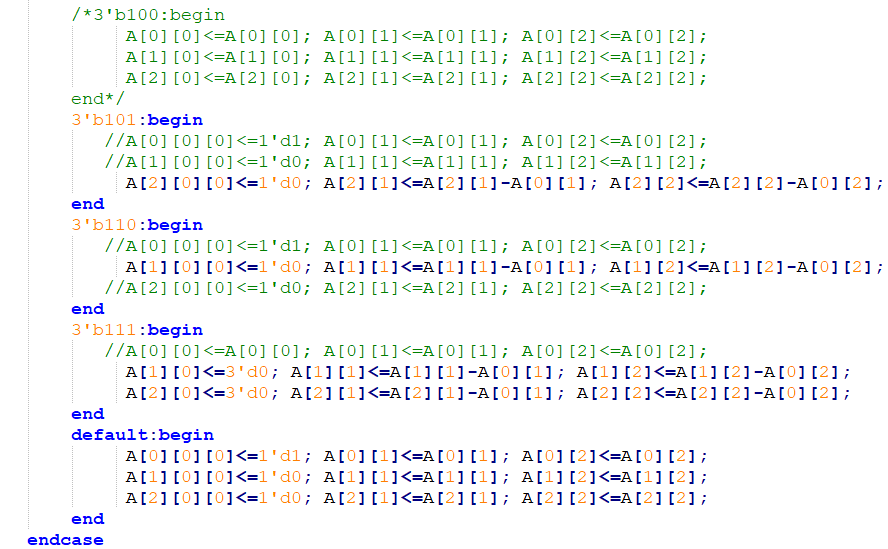 /*3'b100:begin
A[0][0]<=A[0][0]; A[0][1]<=A[0][1]; A[0][2]<=A[0][2];
A[1][0]<=A[1][0]; A[1][1]<=A[1][1]; A[1][2]<=A[1][2];
A[2][0]<=A[2][0]; A[2][1]<=A[2][1]; A[2][2]<=A[2][2];
end*/
3'b101:begin
//A[0][0][0]<=1'd1; A[0][1]<=A[0][1]; A[0][2]<=A[0][2];
//A[1][0][0]<=1'd0; A[1][1]<=A[1][1]; A[1][2]<=A[1][2];
A[2][0][0]<=1'd0; A[2][1]<=A[2][1]-A[0][1]; A[2][2]<=A[2][2]-A[0][2];
end
3'b110:begin
//A[0][0][0]<=1'd1; A[0][1]<=A[0][1]; A[0][2]<=A[0][2];
A[1][0][0]<=1'd0; A[1][1]<=A[1][1]-A[0][1]; A[1][2]<=A[1][2]-A[0][2];
//A[2][0][0]<=1'd0; A[2][1]<=A[2][1]; A[2][2]<=A[2][2];
end
3'b111:begin
//A[0][0]<=A[0][0]; A[0][1]<=A[0][1]; A[0][2]<=A[0][2];
A[1][0]<=3'd0; A[1][1]<=A[1][1]-A[0][1]; A[1][2]<=A[1][2]-A[0][2];
A[2][0]<=3'd0; A[2][1]<=A[2][1]-A[0][1]; A[2][2]<=A[2][2]-A[0][2];
end
default:begin
A[0][0][0]<=1'd1; A[0][1]<=A[0][1]; A[0][2]<=A[0][2];
A[1][0][0]<=1'd0; A[1][1]<=A[1][1]; A[1][2]<=A[1][2];
A[2][0][0]<=1'd0; A[2][1]<=A[2][1]; A[2][2]<=A[2][2];
end
endcase